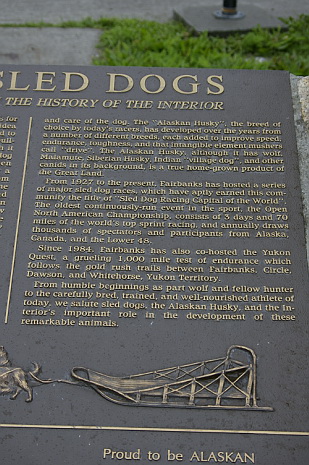 SLED DOGS
THE HISTORY OF THE INTERIOR
s for
idea
d to
ull-
h it
dog
en
a
m
he
d
n
w
e
and care of the dog. The "Alaskan Husky", the breed of
choice by today's racers, has developed over the years from
a number of different breeds, each added to improve speed,
endurance, toughness, and that intangible element mushers
call "drive". The Alaskan Husky, although it has wolf,
Malamute, Siberian Husky, Indian "village dog", and other
canids in its background, is a true home-grown product of
the Great Land.
From 1927 to the present, Fairbanks has hosted a series
of major sled dog races, which have aptly earned this com-
munity the title of "Sled Dog Racing Capital of the World".
The oldest continuously-run event in the sport, the Open
North American Championship, consists of 3 days and 70
miles of the world's top sprint racing, and annually draws
thousands of spectators and participants from Alaska,
Canada, and the Lower 48.
Since 1984, Fairbanks has also co-hosted the Yukon
Quest, a grueling 1,000 mile test of endurance which
follows the gold rush trails between Fairbanks, Circle,
Dawson, and Whitehorse, Yukon Territory.
From humble beginnings as part wolf and fellow hunter
to the carefully bred, trained, and well-nourished athlete of
today, we salute sled dogs, the Alaskan Husky, and the In-
terior's important role in the development of these
remarkable animals.
Proud to be ALASKAN